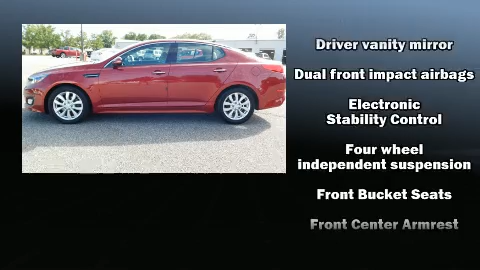 Driver vanity mirror
Dual front impact airbags
Electronic
Stability Control
Four wheel
independent suspension
Front Bucket Seats
Front Center Armrest